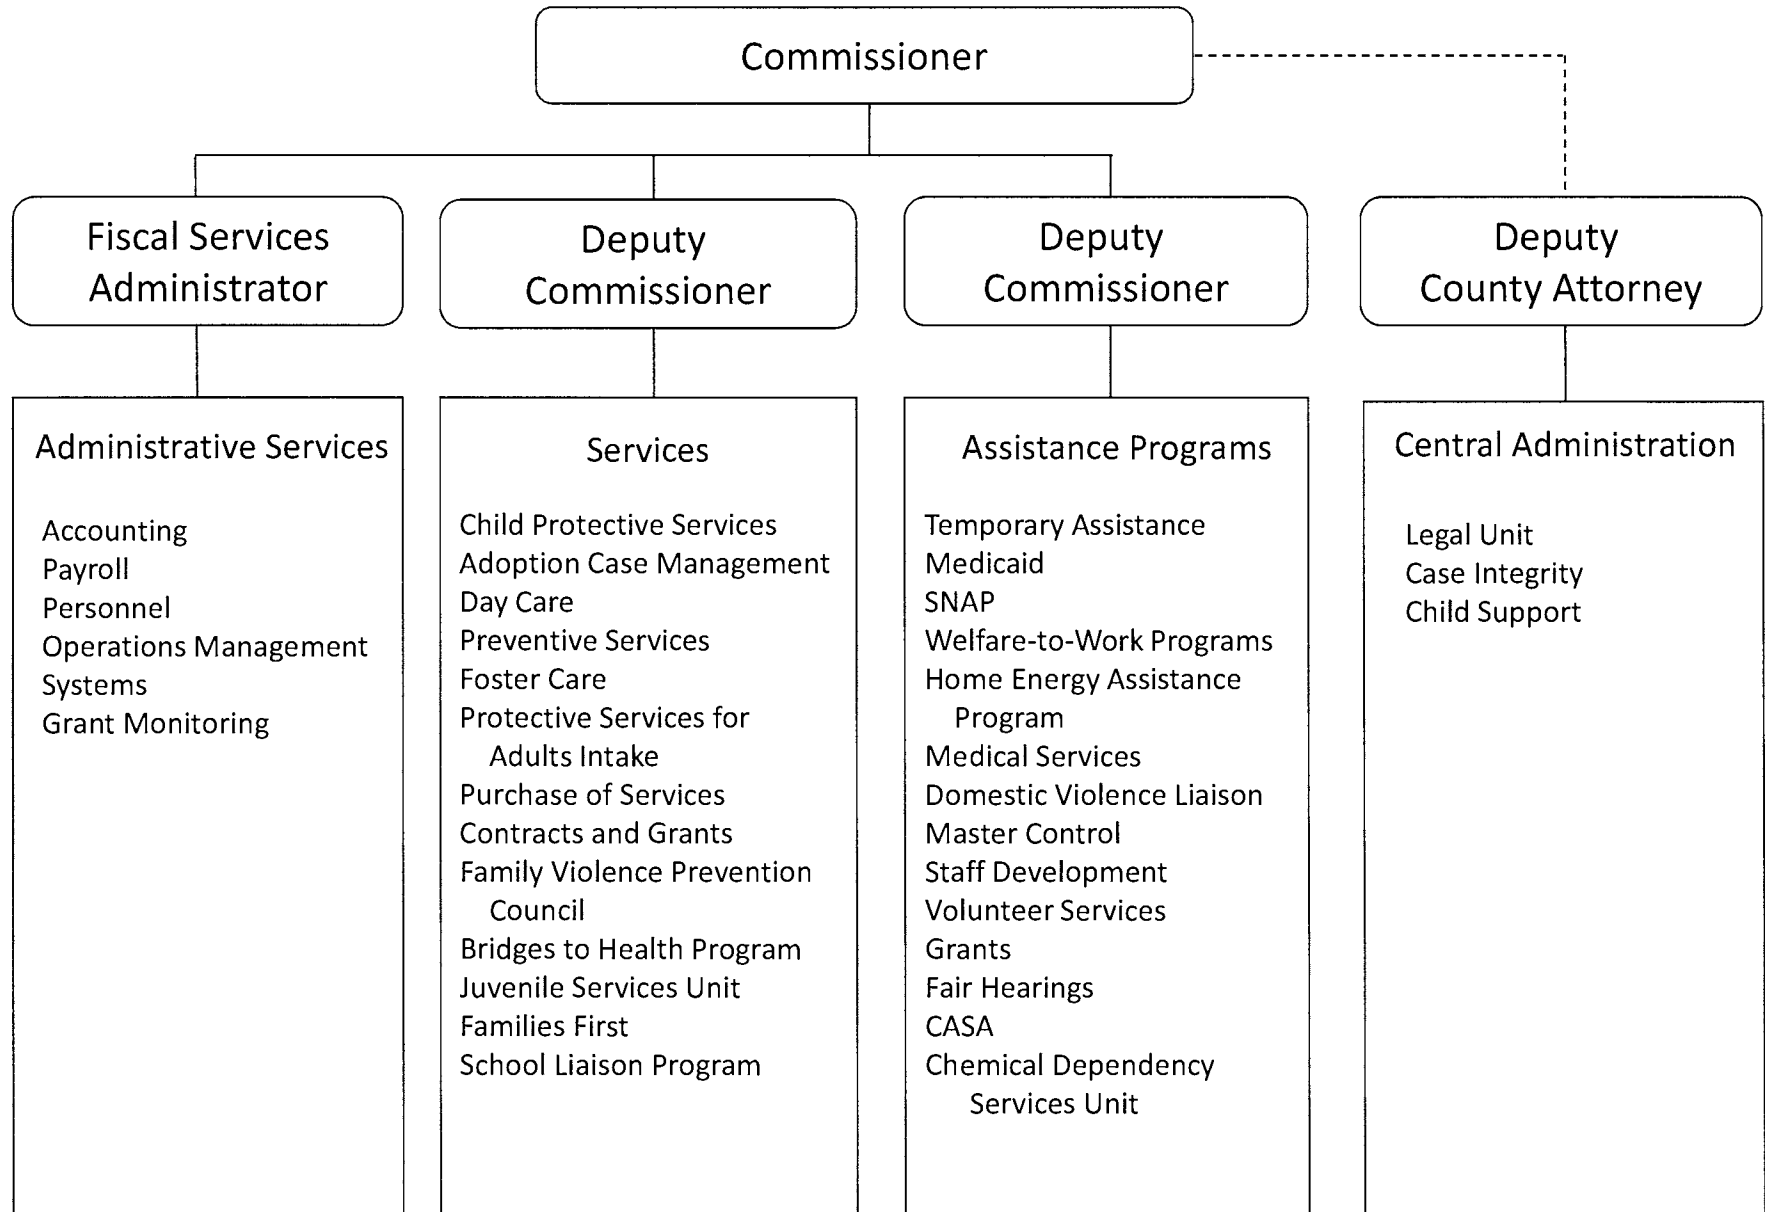 Commissioner
Fiscal Services
Administrator
Deputy
Commissioner
Deputy
Commissioner
Deputy
County Attorney
Administrative Services
Accounting
Payroll
Personnel
Operations Management
Systems
Grant Monitoring
Services
Child Protective Services
Adoption Case Management
Day Care
Preventive Services
Foster Care
Protective Services for
Adults Intake
Purchase of Services
Contracts and Grants
Family Violence Prevention
Council
Bridges to Health Program
Juvenile Services Unit
Families First
School Liaison Program
Assistance Programs
Temporary Assistance
Medicaid
SNAP
Welfare-to-Work Programs
Home Energy Assistance
Program
Medical Services
Domestic Violence Liaison
Master Control
Staff Development
Volunteer Services
Grants
Fair Hearings
CASA
Chemical Dependency
Services Unit
Central Administration
Legal Unit
Case Integrity
Child Support